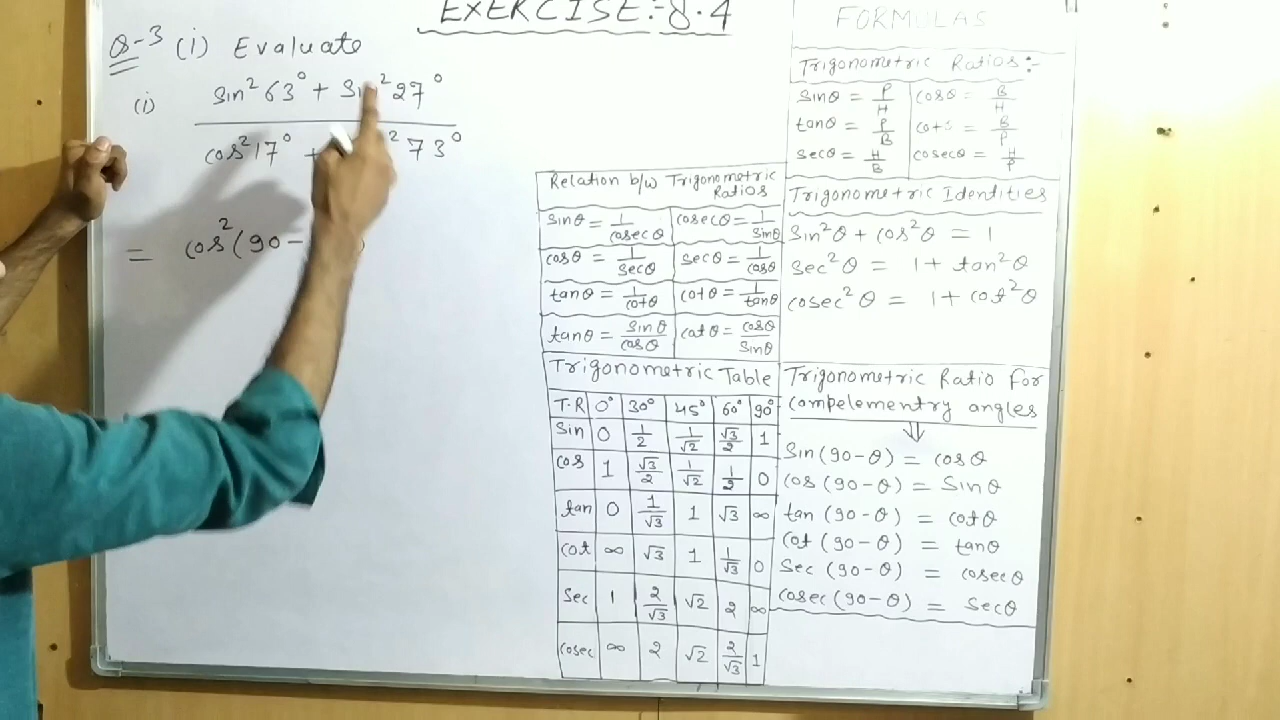 EXERCISE:-8.4
Q-3 (i) Evaluate
(i) sin²63° + Sin²27°
cos²17° + ²73°
= cos²(90-
FORMULAS
Trigonometric Ratios:-
sinθ = P/H cosθ = B/H
tanθ = P/B cotθ = B/P
secθ = H/B cosecθ = H/P
Relation b/w Trigonometric Ratios
sinθ = 1/cosecθ cosecθ = 1/sinθ
cosθ = 1/secθ secθ = 1/cosθ
tanθ = 1/cotθ cotθ = 1/tanθ
tanθ = sinθ/cosθ cotθ = cosθ/sinθ
Trigonometric Identities
Sin²θ + cos²θ = 1
sec²θ = 1 + tan²θ
cosec²θ = 1 + cot²θ
Trigonometric Table
T.R 0° 30° 45° 60° 90°
Sin 0 1/2 1/√2 √3/2 1
cos 1 √3/2 1/√2 1/2 0
tan 0 1/√3 1 √3 ∞
cot ∞ √3 1 1/√3 0
Sec 1 2/√3 √2 2 ∞
cosec ∞ 2 √2 2/√3 1
Trigonometric Ratio for
compelementry angles
⇓
Sin(90-θ) = cosθ
cos(90-θ) = Sinθ
tan(90-θ) = cotθ
cot(90-θ) = tanθ
Sec(90-θ) = cosecθ
cosec(90-θ) = Secθ